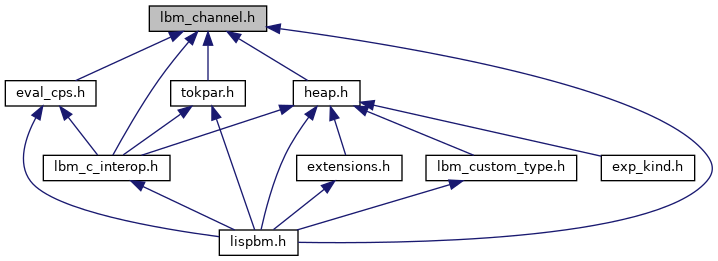 lbm_channel.h
eval_cps.h
tokpar.h
heap.h
lbm_c_interop.h
extensions.h
lbm_custom_type.h
exp_kind.h
lispbm.h